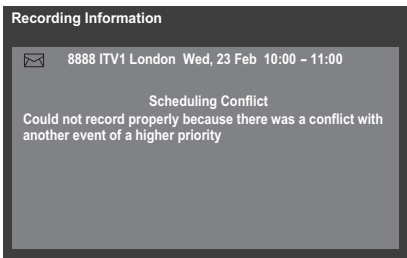 Recording Information
8888 ITV1 London Wed, 23 Feb 10:00 – 11:00
Scheduling Conflict
Could not record properly because there was a conflict with
another event of a higher priority